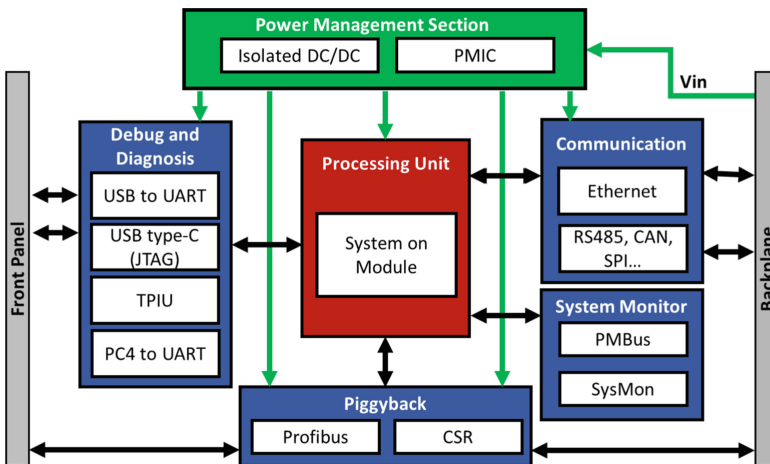 Power Management Section
Isolated DC/DC
PMIC
Vin
Front Panel
Debug and
Diagnosis
USB to UART
USB type-C
(JTAG)
TPIU
PC4 to UART
Processing Unit
System on
Module
Communication
Ethernet
RS485, CAN,
SPI...
System Monitor
PMBus
SysMon
Backplane
Piggyback
Profibus
CSR